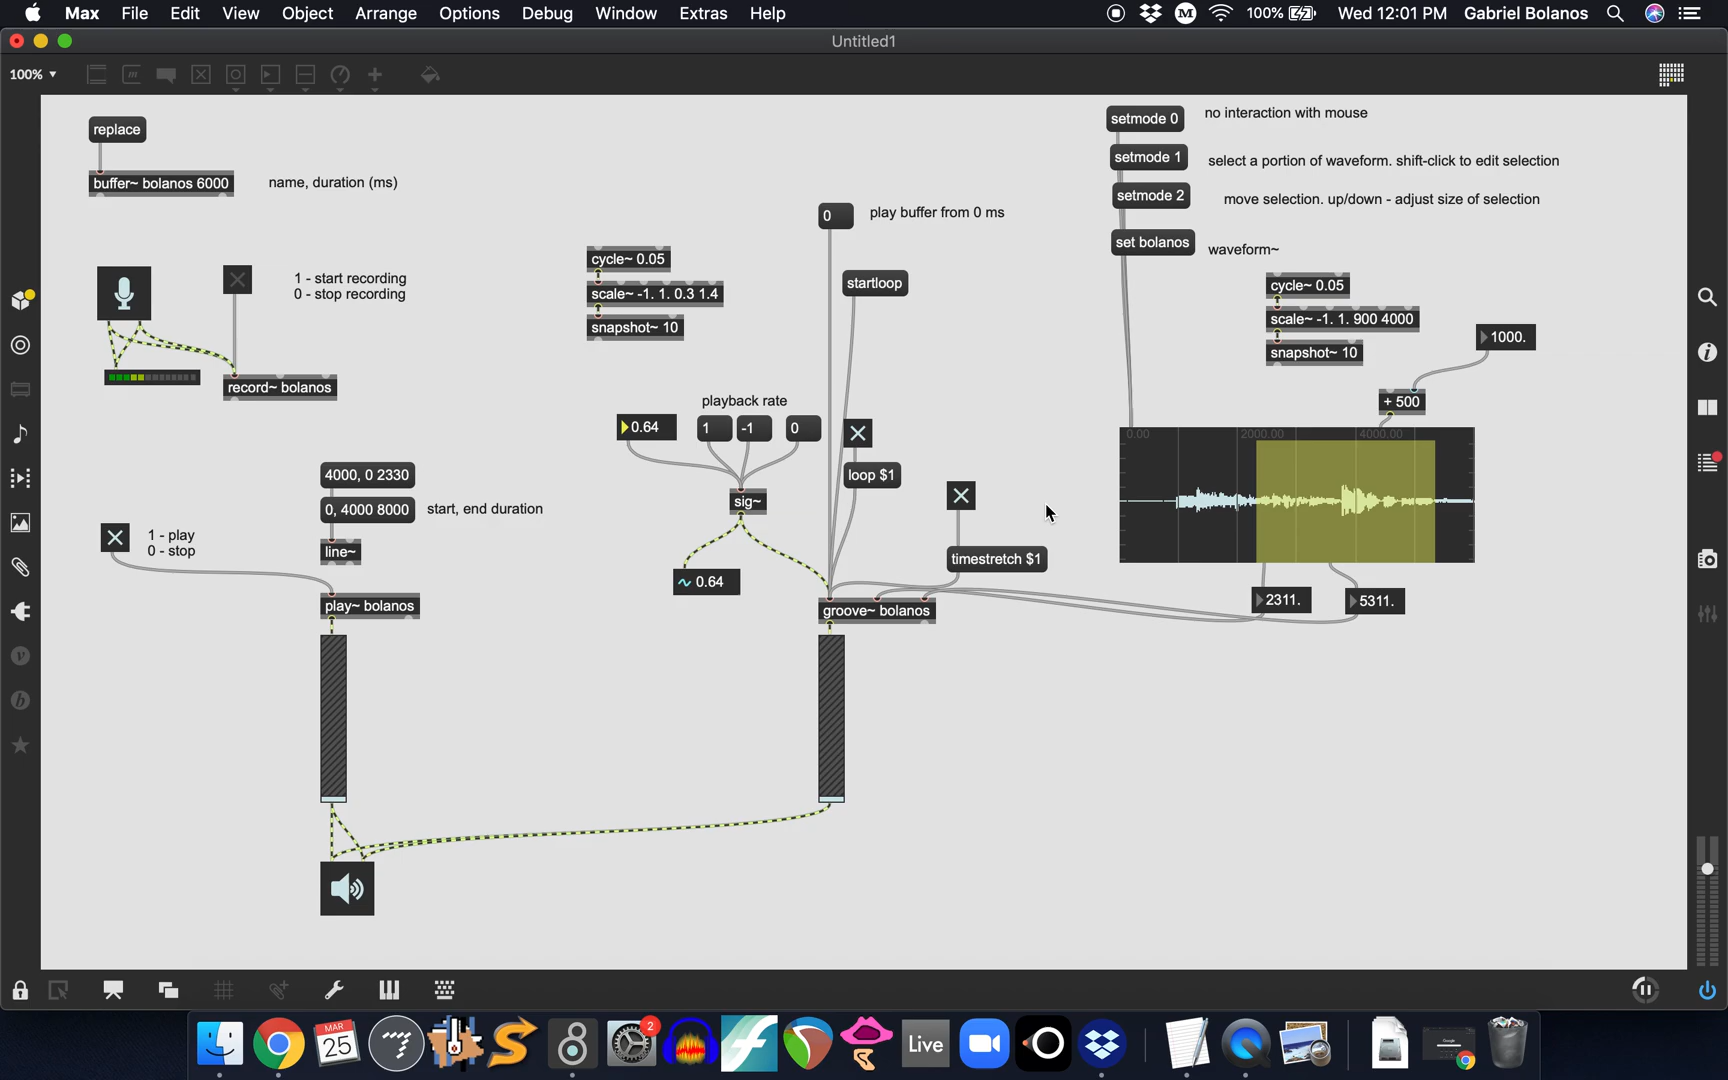 Max File Edit View Object Arrange Options Debug Window Extras Help
M 100% Wed 12:01 PM Gabriel Bolanos
Untitled1
100%
replace
buffer~ bolanos 6000
name, duration (ms)
1 - start recording
0 - stop recording
record~ bolanos
4000, 0 2330
0, 4000 8000
start, end duration
line~
1 - play
0 - stop
play~ bolanos
cycle~ 0.05
scale~ -1. 1. 0.3 1.4
snapshot~ 10
playback rate
0.64
1
-1
0
sig~
0.64
0
play buffer from 0 ms
startloop
loop $1
timestretch $1
groove~ bolanos
setmode 0
no interaction with mouse
setmode 1
select a portion of waveform. shift-click to edit selection
setmode 2
move selection. up/down - adjust size of selection
set bolanos
waveform~
cycle~ 0.05
scale~ -1. 1. 900 4000
snapshot~ 10
1000.
+ 500
0.00 2000.00 4000.00
2311.
5311.
MAR
25
8
2
Live
Google